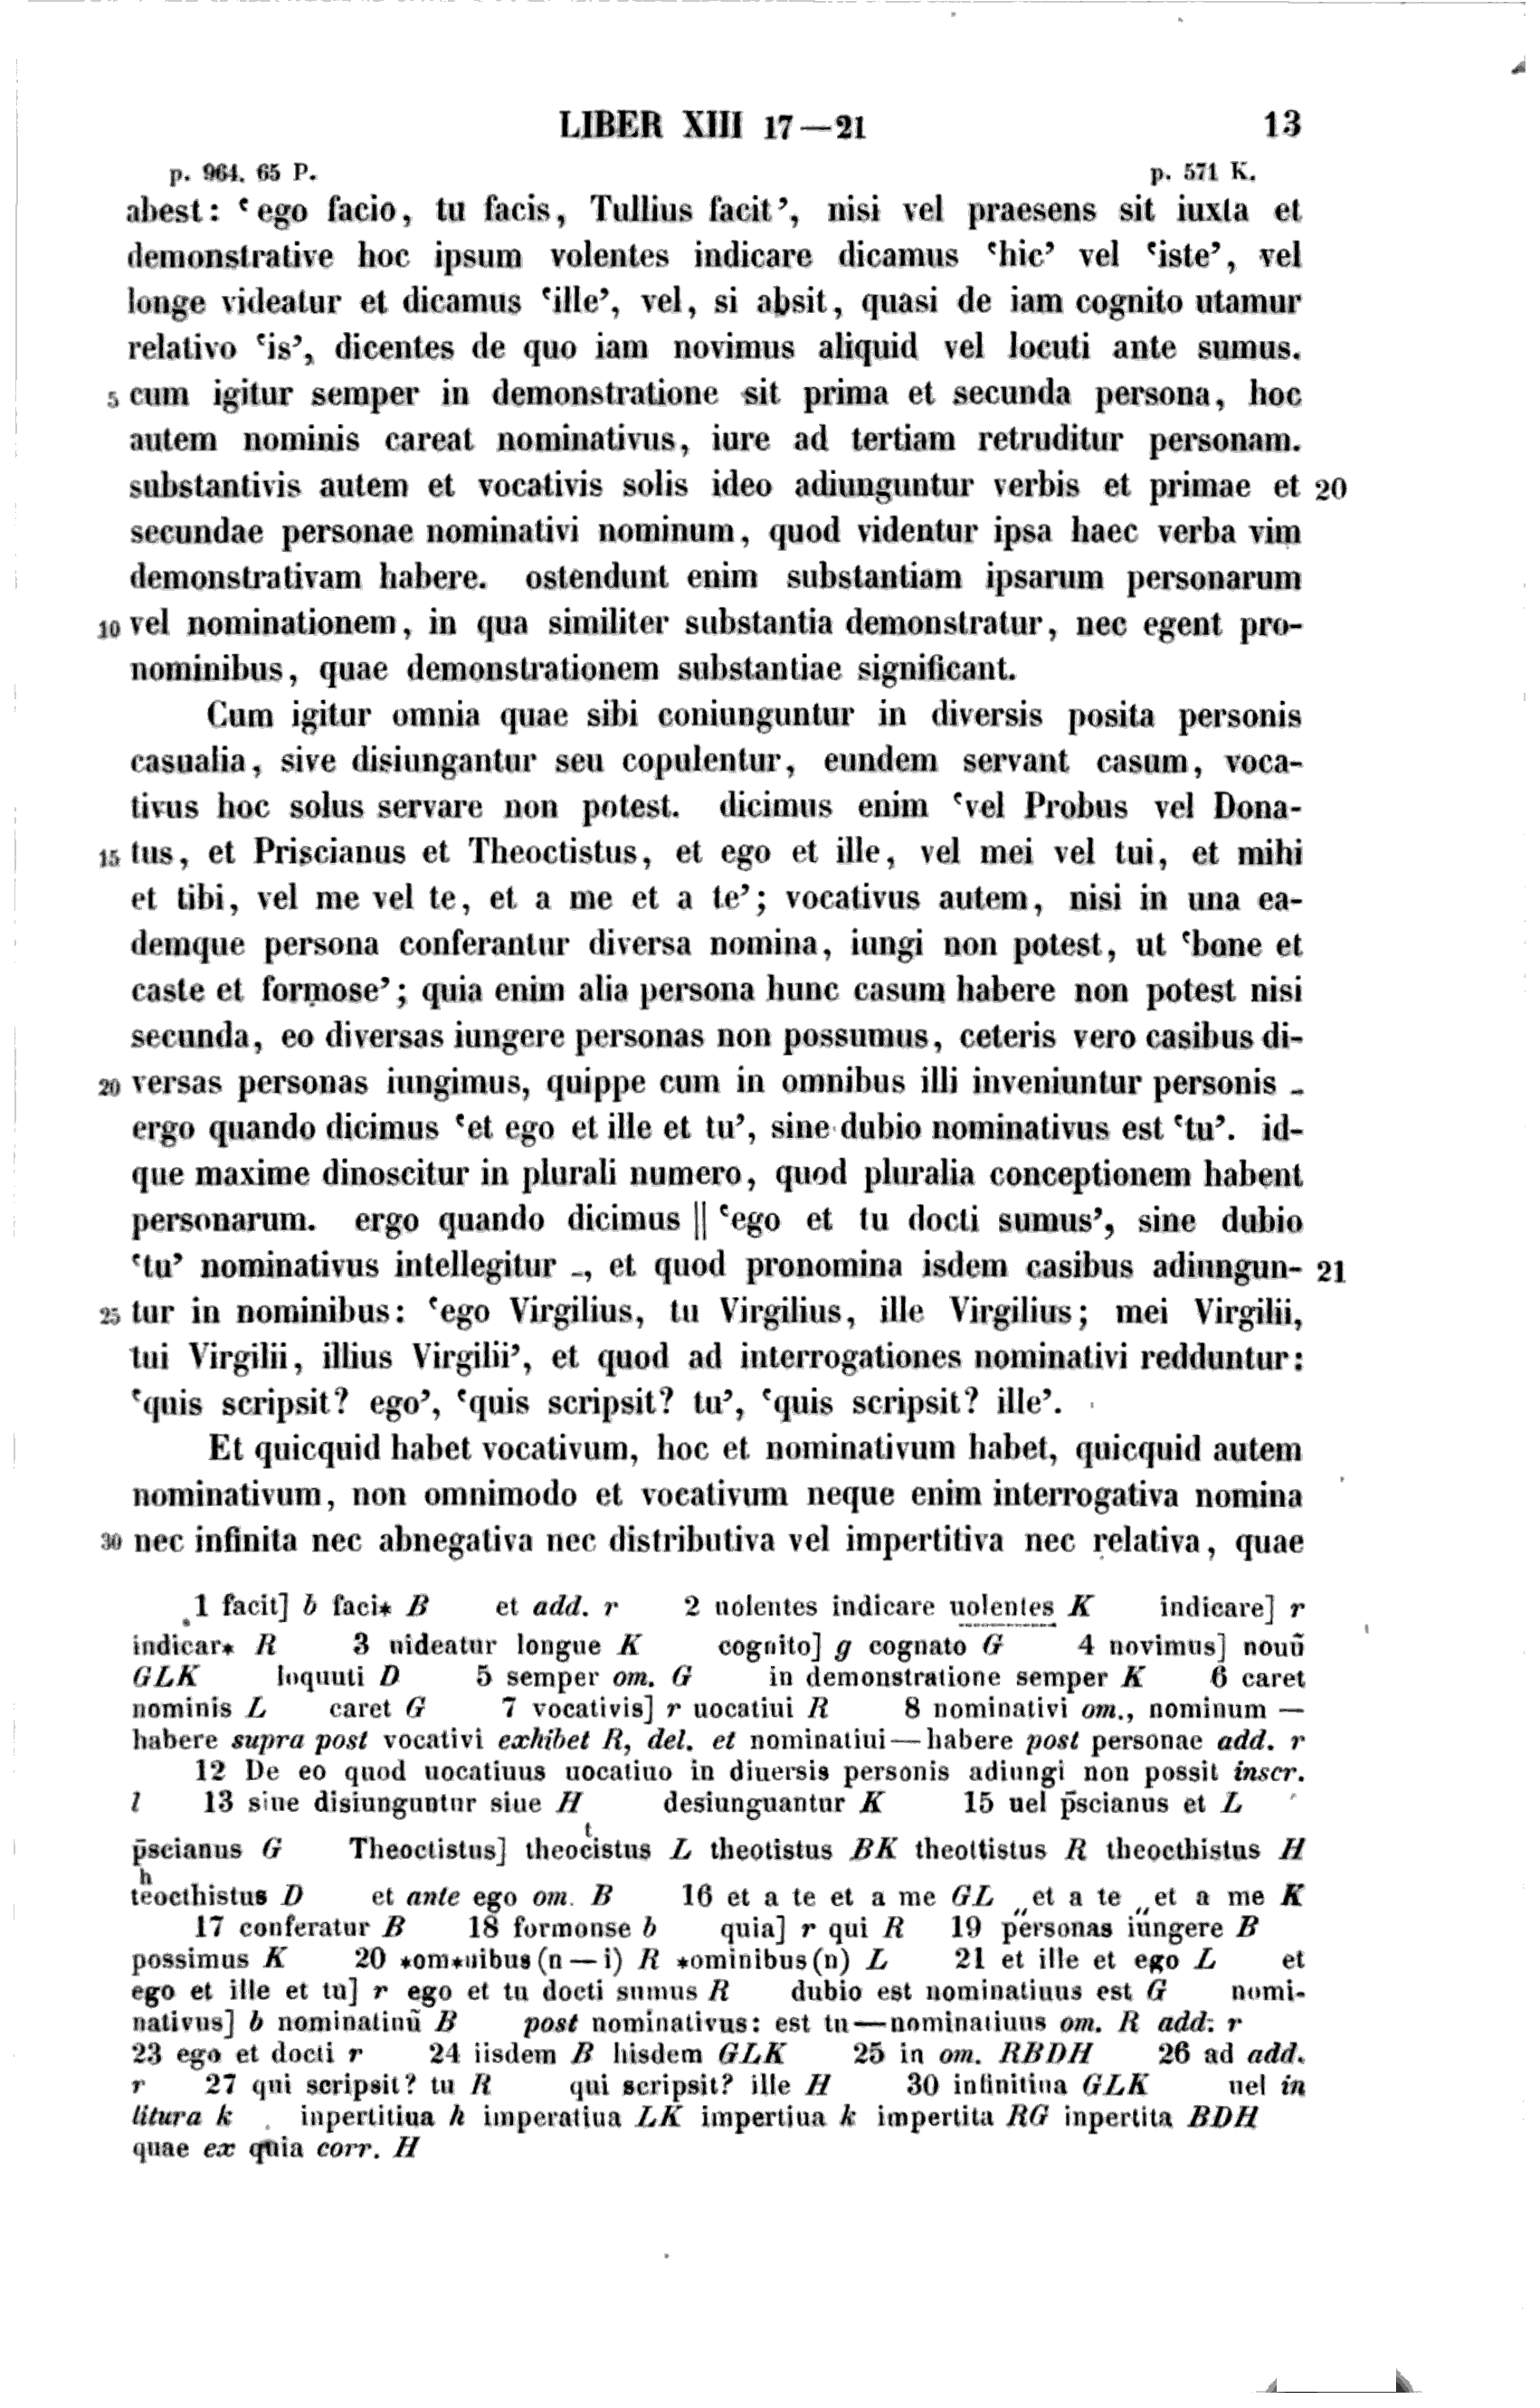 LIBER XIII 17—21 13
p. 964. 65 P. p. 571 K.
abest: ‘ego facio, tu facis, Tullius facit’, nisi vel praesens sit iuxta et
demonstrative hoc ipsum volentes indicare dicamus ‘hic’ vel ‘iste’, vel
longe videatur et dicamus ‘ille’, vel, si absit, quasi de iam cognito utamur
relativo ‘is’, dicentes de quo iam novimus aliquid vel locuti ante sumus.
5 cum igitur semper in demonstratione sit prima et secunda persona, hoc
autem nominis careat nominativus, iure ad tertiam retruditur personam.
substantivis autem et vocativis solis ideo adiunguntur verbis et primae et 20
secundae personae nominativi nominum, quod videntur ipsa haec verba vim
demonstrativam habere. ostendunt enim substantiam ipsarum personarum
10 vel nominationem, in qua similiter substantia demonstratur, nec egent pro-
nominibus, quae demonstrationem substantiae significant.
Cum igitur omnia quae sibi coniunguntur in diversis posita personis
casualia, sive disiungantur seu copulentur, eundem servant casum, voca-
tivus hoc solus servare non potest. dicimus enim ‘vel Probus vel Dona-
15 tus, et Priscianus et Theoctistus, et ego et ille, vel mei vel tui, et mihi
et tibi, vel me vel te, et a me et a te’; vocativus autem, nisi in una ea-
demque persona conferantur diversa nomina, iungi non potest, ut ‘bone et
caste et formose’; quia enim alia persona hunc casum habere non potest nisi
secunda, eo diversas iungere personas non possumus, ceteris vero casibus di-
20 versas personas iungimus, quippe cum in omnibus illi inveniuntur personis -
ergo quando dicimus ‘et ego et ille et tu’, sine dubio nominativus est ‘tu’. id-
que maxime dinoscitur in plurali numero, quod pluralia conceptionem habent
personarum. ergo quando dicimus || ‘ego et tu docti sumus’, sine dubio
‘tu’ nominativus intellegitur -, et quod pronomina isdem casibus adiungun- 21
25 tur in nominibus: ‘ego Virgilius, tu Virgilius, ille Virgilius; mei Virgilii,
tui Virgilii, illius Virgilii’, et quod ad interrogationes nominativi redduntur:
‘quis scripsit? ego’, ‘quis scripsit? tu’, ‘quis scripsit? ille’.
Et quicquid habet vocativum, hoc et nominativum habet, quicquid autem
nominativum, non omnimodo et vocativum neque enim interrogativa nomina
30 nec infinita nec abnegativa nec distributiva vel impertitiva nec relativa, quae
1 facit] b faci* B et add. r 2 uolentes indicare uolentes K indicare] r
indicar* R 3 uideatur longue K cognito] g cognato G 4 novimus] nouū
GLK loquuti D 5 semper om. G in demonstratione semper K 6 caret
nominis L caret G 7 vocativis] r uocatiui R 8 nominativi om., nominum —
habere supra post vocativi exhibet R, del. et nominatiui—habere post personae add. r
12 De eo quod uocatiuus uocatiuo in diuersis personis adiungi non possit inscr.
l 13 siue disiunguntur siue H desiunguantur K 15 uel p̄scianus et L
p̄scianus G Theoctistus] theocistus L theotistus BK theottistus R theocthistus H
teocthistus D et ante ego om. B 16 et a te et a me GL „et a te „et a me K
17 conferatur B 18 formonse b quia] r qui R 19 personas iungere B
possimus K 20 *om*nibus (n—i) R *ominibus (n) L 21 et ille et ego L et
ego et ille et tu] r ego et tu docti sumus R dubio est nominatiuus est G nomi-
nativus] b nominatiuū B post nominativus: est tu—nominatiuus om. R add. r
23 ego et docti r 24 iisdem B hisdem GLK 25 in om. RBDH 26 ad add.
r 27 qui scripsit? tu R qui scripsit? ille H 30 infinitiua GLK uel in
litura k inpertitiua h imperatiua LK impertiua k impertita RG inpertita BDH
quae ex quia corr. H